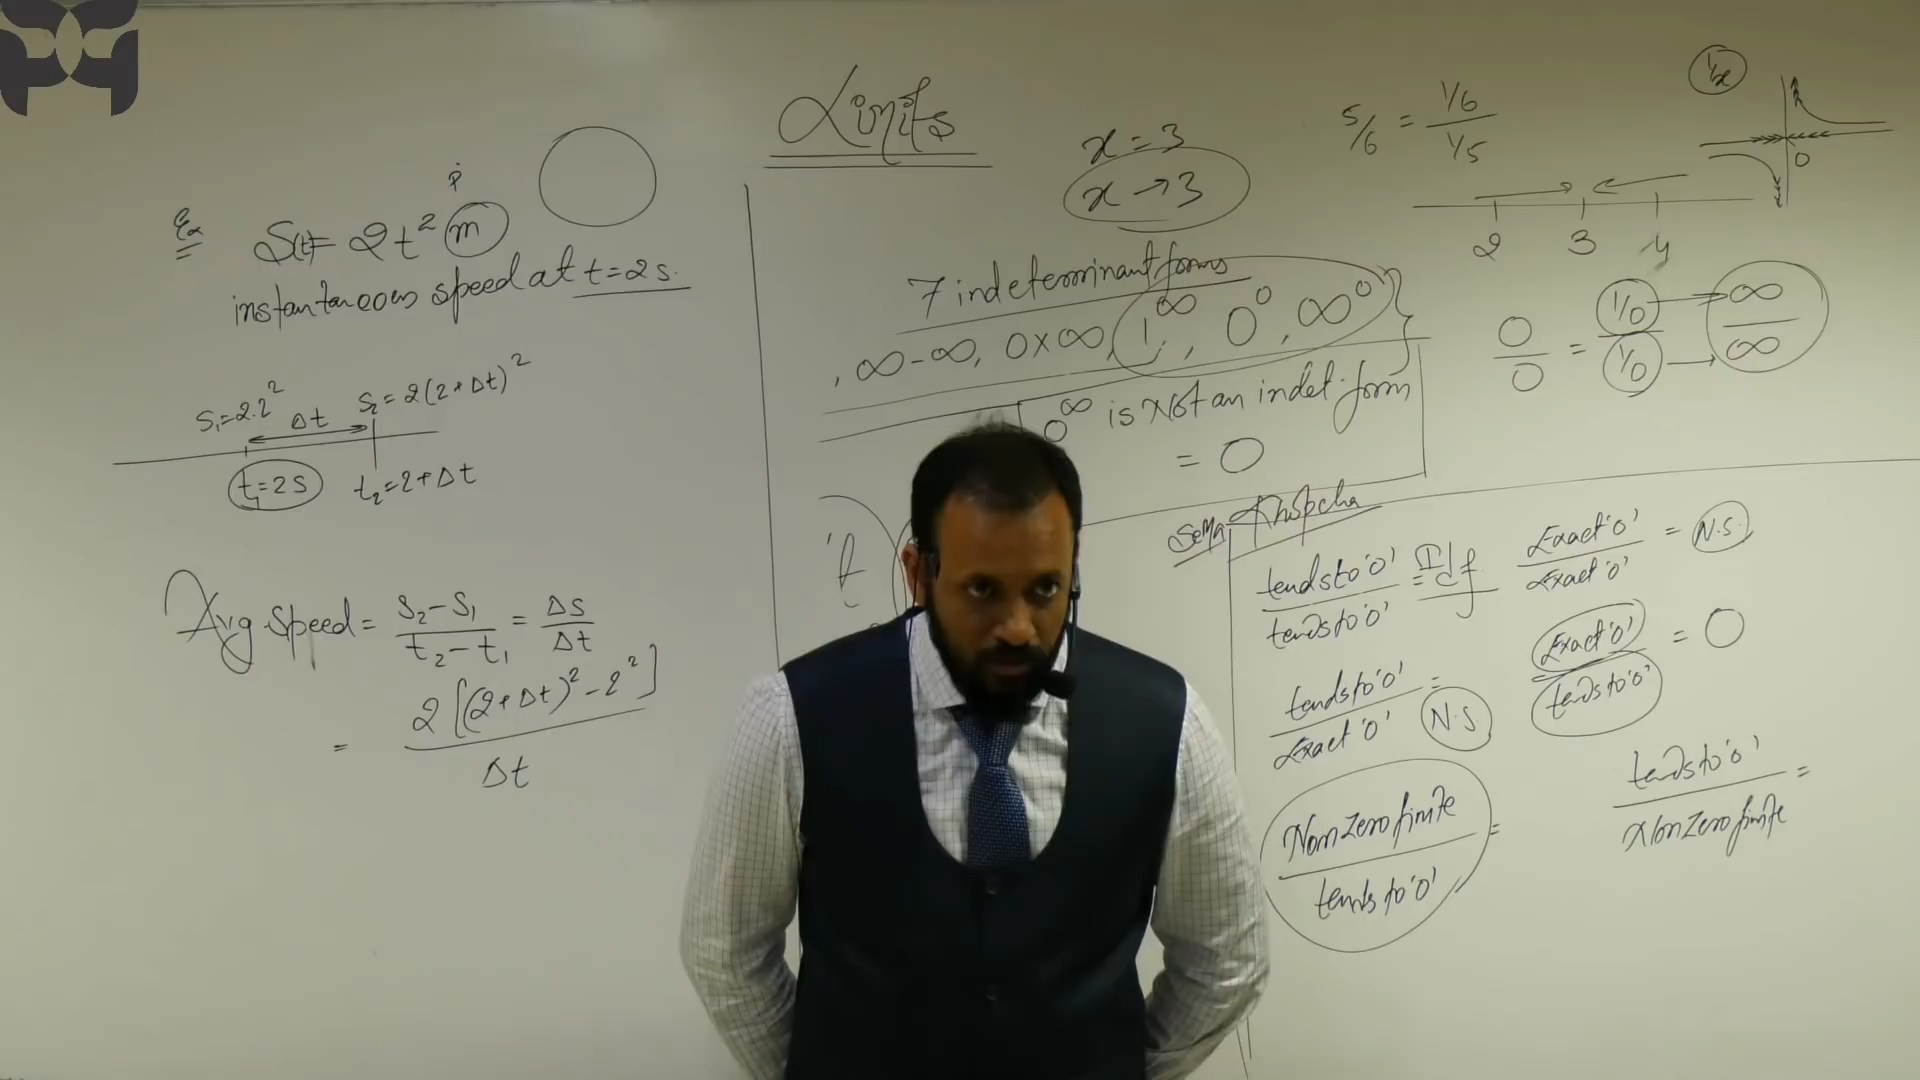 Limits
Ex
S(t) = 2t² m
instantaneous speed at t=2s.
S₁=2.2²
Δt
S₂=2(2+Δt)²
t₁=2s
t₂=2+Δt
Avg Speed = (S₂-S₁)/(t₂-t₁) = Δs/Δt
= 2[(2+Δt)²-2²]/Δt
x=3
x→3
7 indeterminant forms
, ∞-∞, 0×∞, 1^∞, 0⁰, ∞⁰
0^∞ is Not an indet. form
= 0
5/6 = (1/6)/(1/5)
1/x
0
2 3 4
0/0 = (1/0)/(1/0) ∞/∞
Khopcha
tends to '0'/tends to '0' = Idf
Exact '0'/Exact '0' = N.S.
tends to '0'/Exact '0' = N.S
Exact '0'/tends to '0' = 0
Non zero finite/tends to '0' =
tends to '0'/Non zero finite =